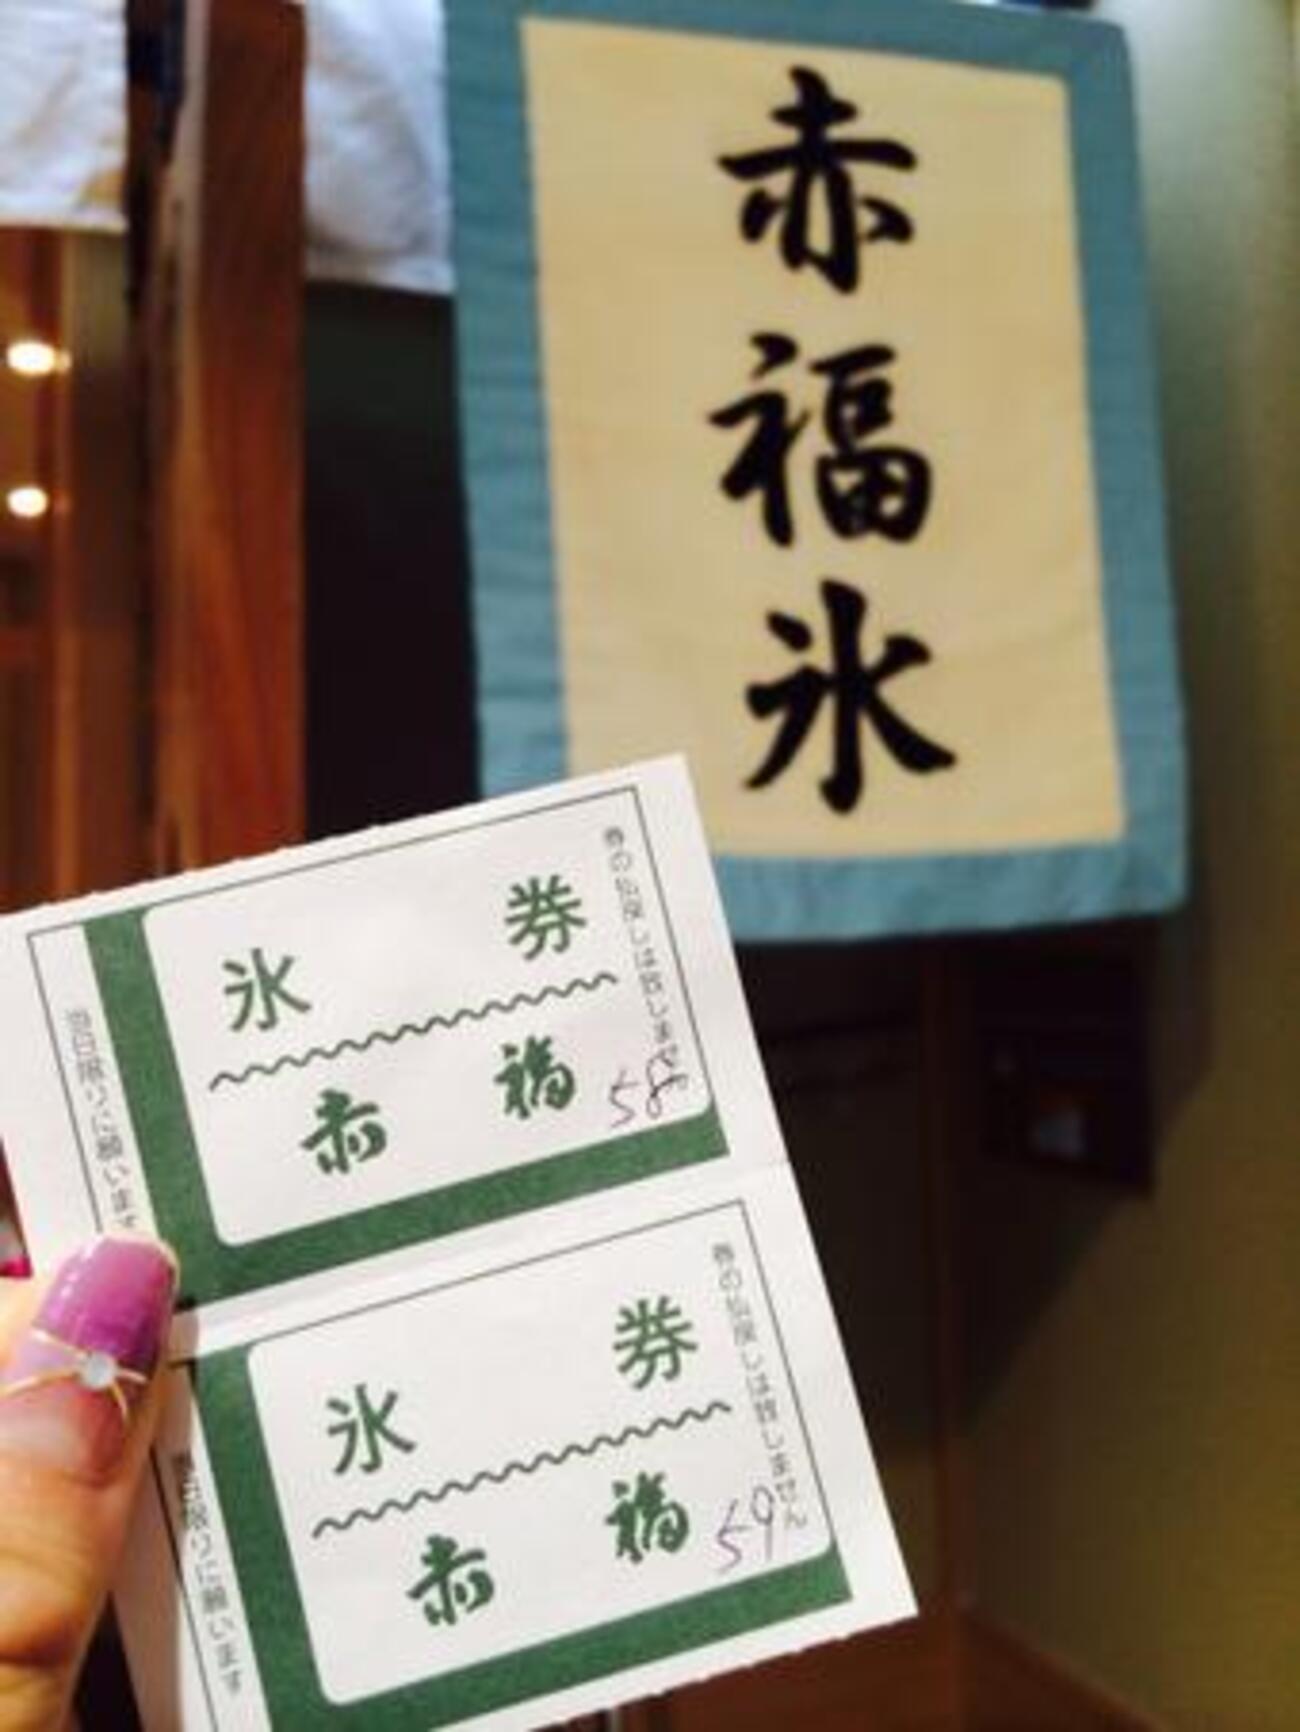 赤福氷
氷 券
赤 福
券の払戻しは致しませ
58
当日限りに願います
氷 券
赤 福
券の払戻しは致しません
59
当日限りに願います